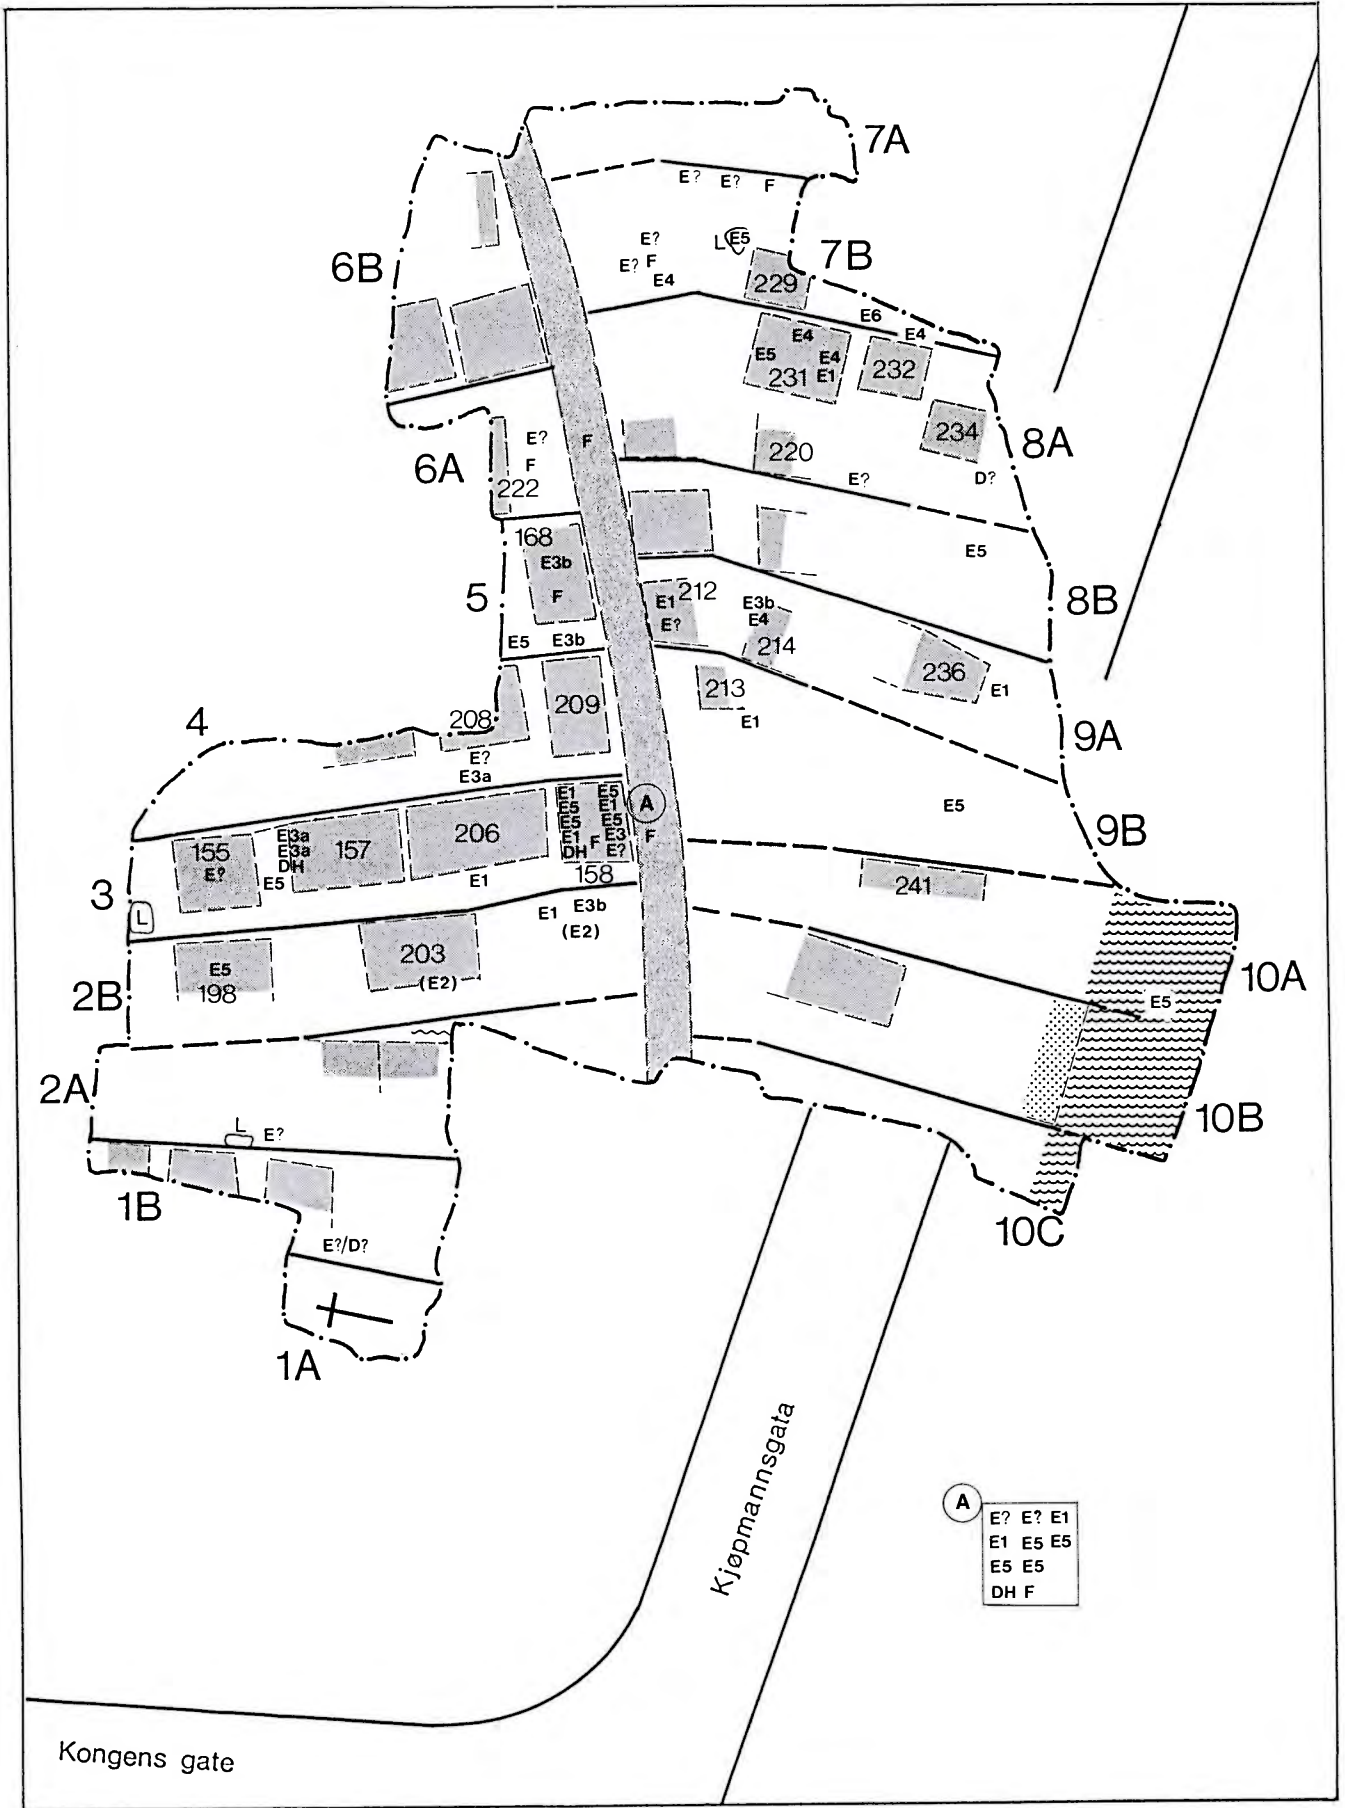 7A
E? E? F
E?
L E5
6B
7B
E? F
E4
229
E6
E4
E4
E5 E4
231 E1
232
234
8A
E? F
F
220
6A
222
E?
D?
168
E3b
E5
F
5
E1 212
E3b
8B
E?
E4
214
E5 E3b
236
E1
213
209
4
208
E1
9A
E?
E3a
E1 E5
E5 E1
E5 E5
E1 F E3
DH E?
A
F
E5
9B
155
E?
E3a
E3a
DH
157
206
E5
E1
158
241
3
L
E1 E3b
(E2)
203
(E2)
E5
198
10A
2B
E5
2A
L E?
10B
1B
10C
E?/D?
1A
Kjøpmannsgata
A
E? E? E1
E1 E5 E5
E5 E5
DH F
Kongens gate